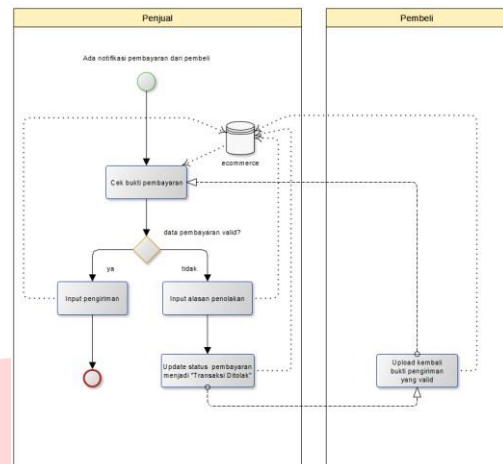 Penjual
Pembeli
Ada notifikasi pembayaran dari pembeli
ecommerce
Cek bukti pembayaran
data pembayaran valid?
ya
tidak
Input pengiriman
Input alasan penolakan
Update status pembayaran
menjadi "Transaksi Ditolak"
Upload kembali
bukti pengiriman
yang valid